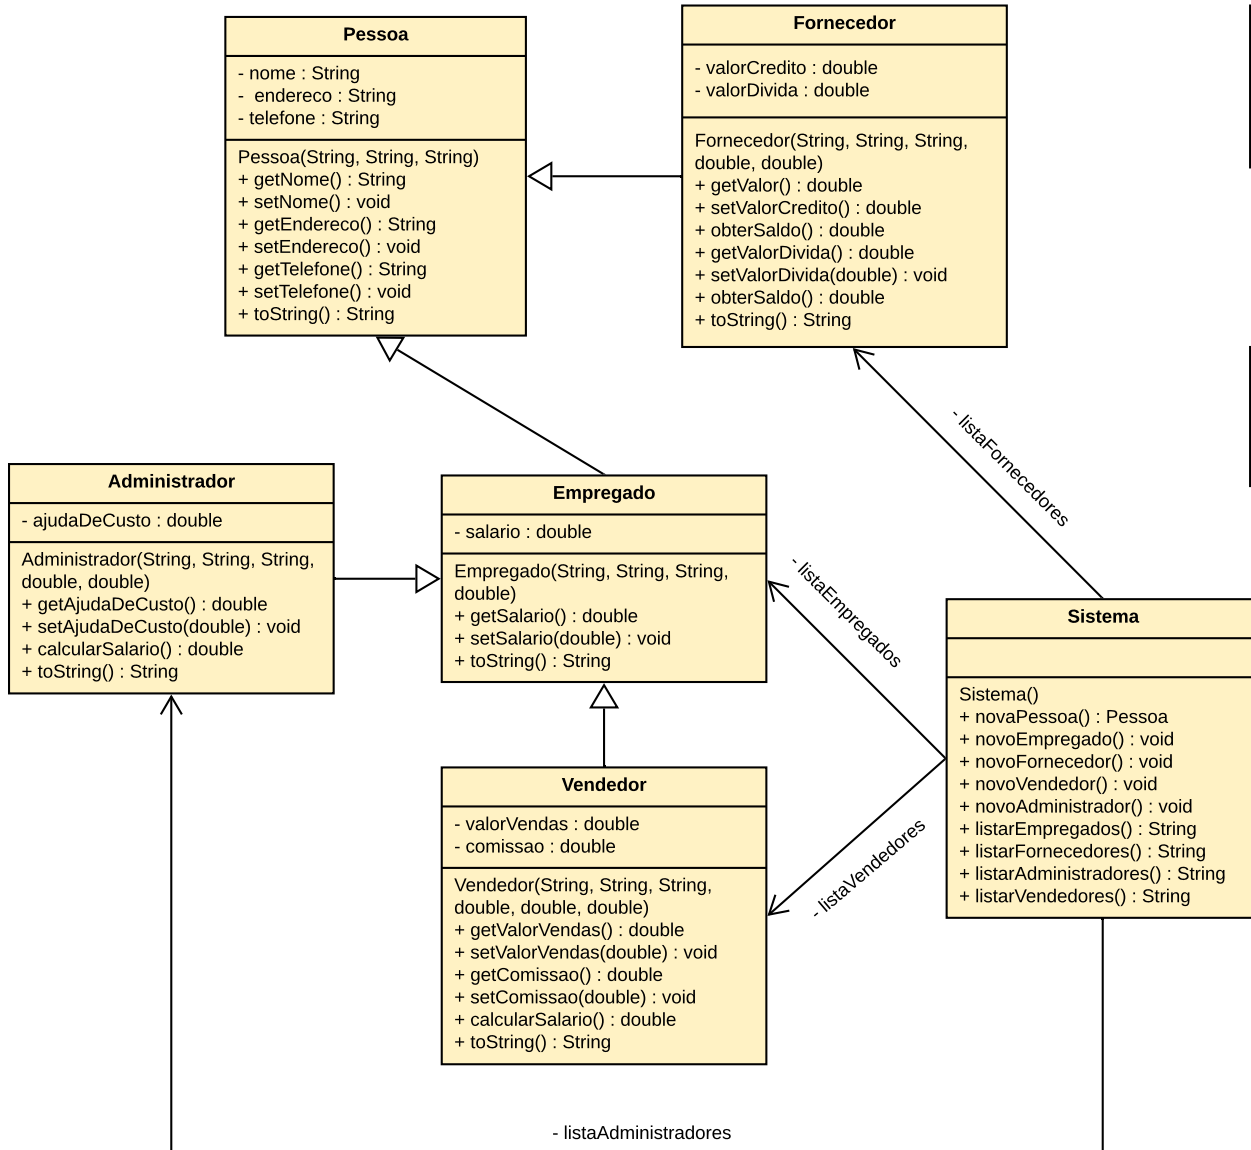 Pessoa
- nome : String
-  endereco : String
- telefone : String
Pessoa(String, String, String)
+ getNome() : String
+ setNome() : void
+ getEndereco() : String
+ setEndereco() : void
+ getTelefone() : String
+ setTelefone() : void
+ toString() : String
Fornecedor
- valorCredito : double
- valorDivida : double
Fornecedor(String, String, String,
double, double)
+ getValor() : double
+ setValorCredito() : double
+ obterSaldo() : double
+ getValorDivida() : double
+ setValorDivida(double) : void
+ obterSaldo() : double
+ toString() : String
- listaFornecedores
Administrador
- ajudaDeCusto : double
Administrador(String, String, String,
double, double)
+ getAjudaDeCusto() : double
+ setAjudaDeCusto(double) : void
+ calcularSalario() : double
+ toString() : String
Empregado
- salario : double
Empregado(String, String, String,
double)
+ getSalario() : double
+ setSalario(double) : void
+ toString() : String
- listaEmpregados
Sistema
Sistema()
+ novaPessoa() : Pessoa
+ novoEmpregado() : void
+ novoFornecedor() : void
+ novoVendedor() : void
+ novoAdministrador() : void
+ listarEmpregados() : String
+ listarFornecedores() : String
+ listarAdministradores() : String
+ listarVendedores() : String
Vendedor
- valorVendas : double
- comissao : double
Vendedor(String, String, String,
double, double, double)
+ getValorVendas() : double
+ setValorVendas(double) : void
+ getComissao() : double
+ setComissao(double) : void
+ calcularSalario() : double
+ toString() : String
- listaVendedores
- listaAdministradores